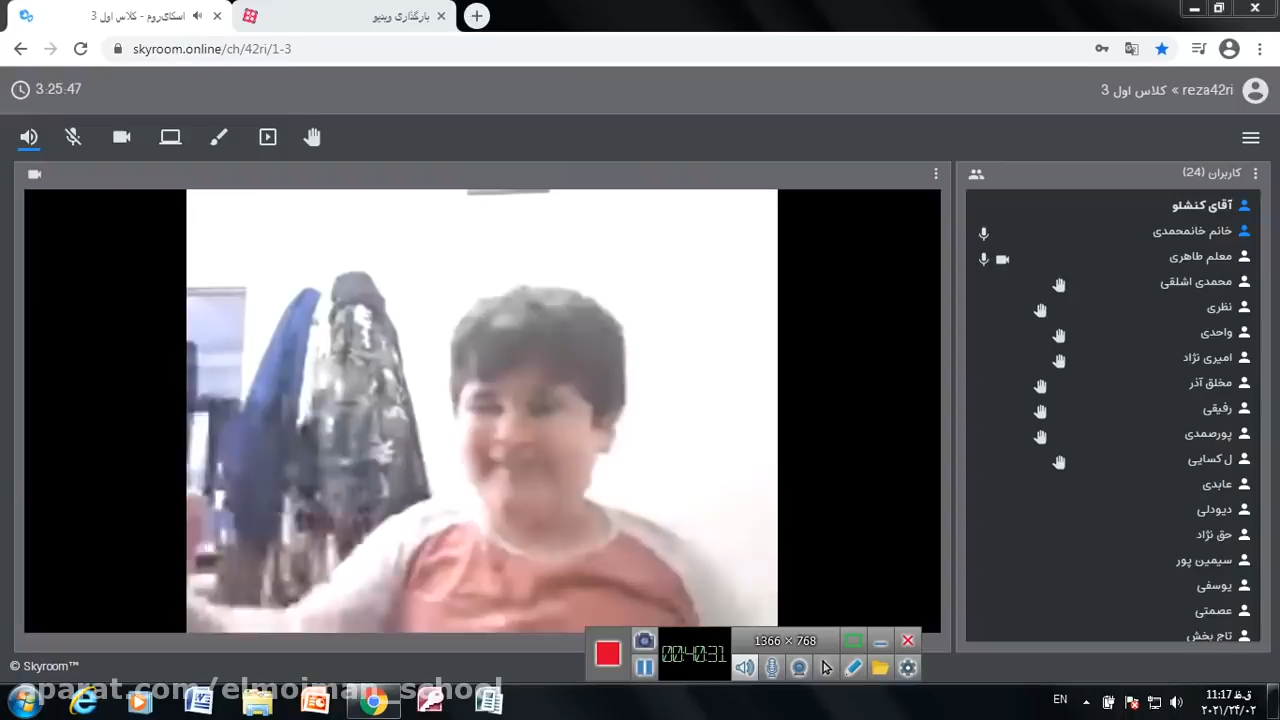 اسکای‌روم - کلاس اول 3
بارگذاری ویدیو
skyroom.online/ch/42ri/1-3
3:25:47
reza42ri » کلاس اول 3
کاربران (24)
آقای کنشلو
خانم خانمحمدی
معلم طاهری
محمدی اشلقی
نظری
واحدی
امیری نژاد
مخلق آذر
رفیقی
پورصمدی
ل کسایی
عابدی
دیودلی
حق نژاد
سیمین پور
یوسفی
عصمتی
تاج بخش
1366 × 768
00:40:31
© Skyroom™
aparat.com/elmoiman_school
EN
11:17 ق.ظ
۲۰۲۱/۲۴/۰۲